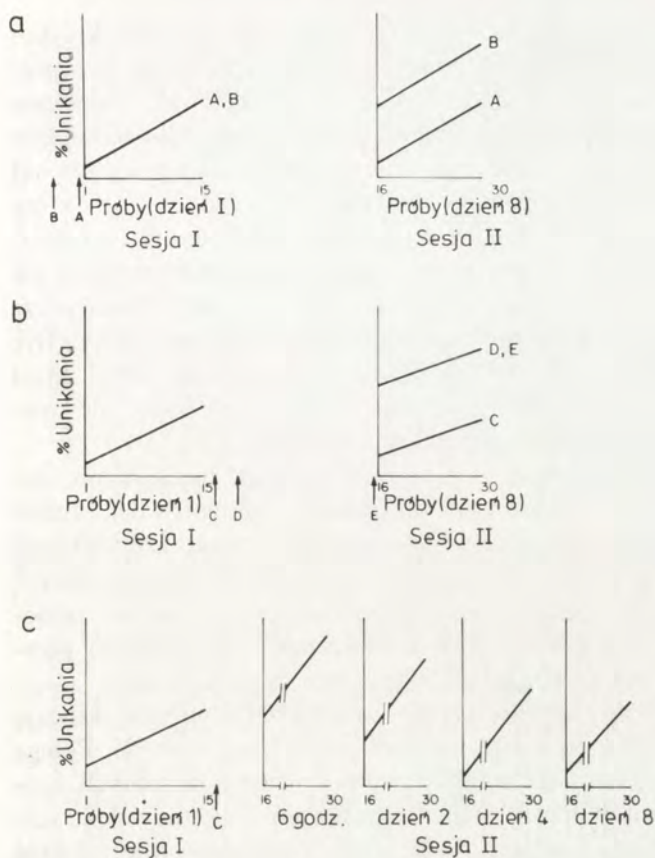 a
% Unikania
A, B
B
A
1
15
16
30
B A
Próby (dzień I)
Próby (dzień 8)
Sesja I
Sesja II
b
% Unikania
D, E
C
1
15
16
30
C D
E
Próby (dzień 1)
Próby (dzień 8)
Sesja I
Sesja II
c
% Unikania
1
15
16
30
16
30
16
30
16
30
C
Próby (dzień 1)
6 godz.
dzień 2
dzień 4
dzień 8
Sesja I
Sesja II